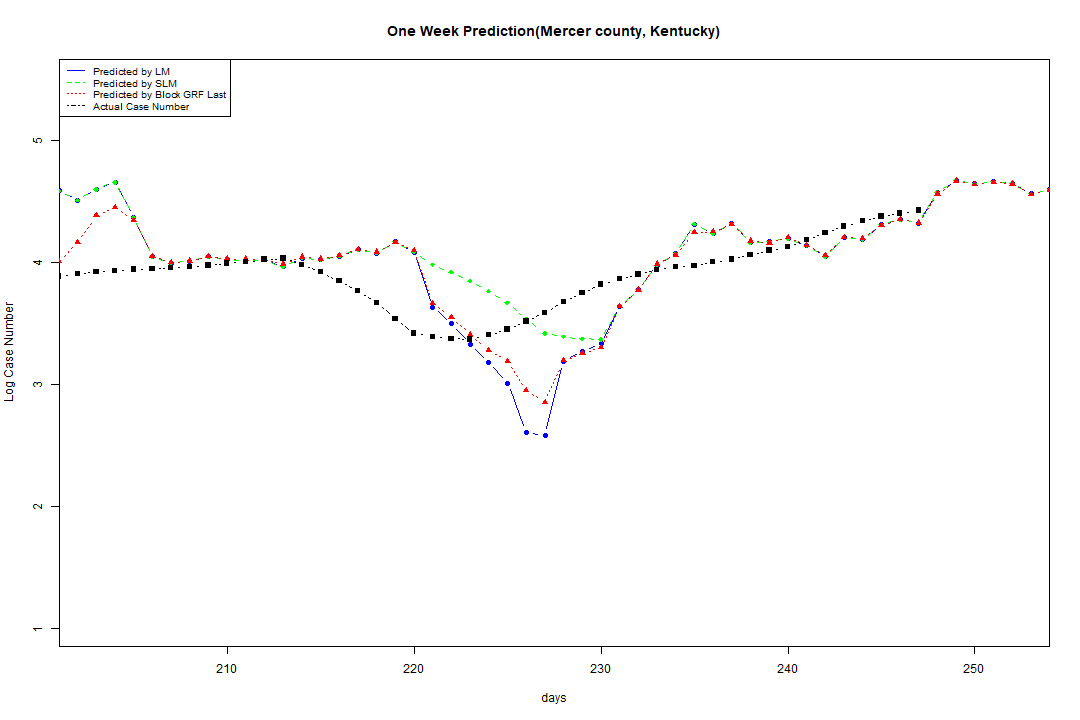 One Week Prediction(Mercer county, Kentucky)
Predicted by LM
Predicted by SLM
Predicted by Block GRF Last
Actual Case Number
5
4
3
2
1
Log Case Number
210 220 230 240 250
days